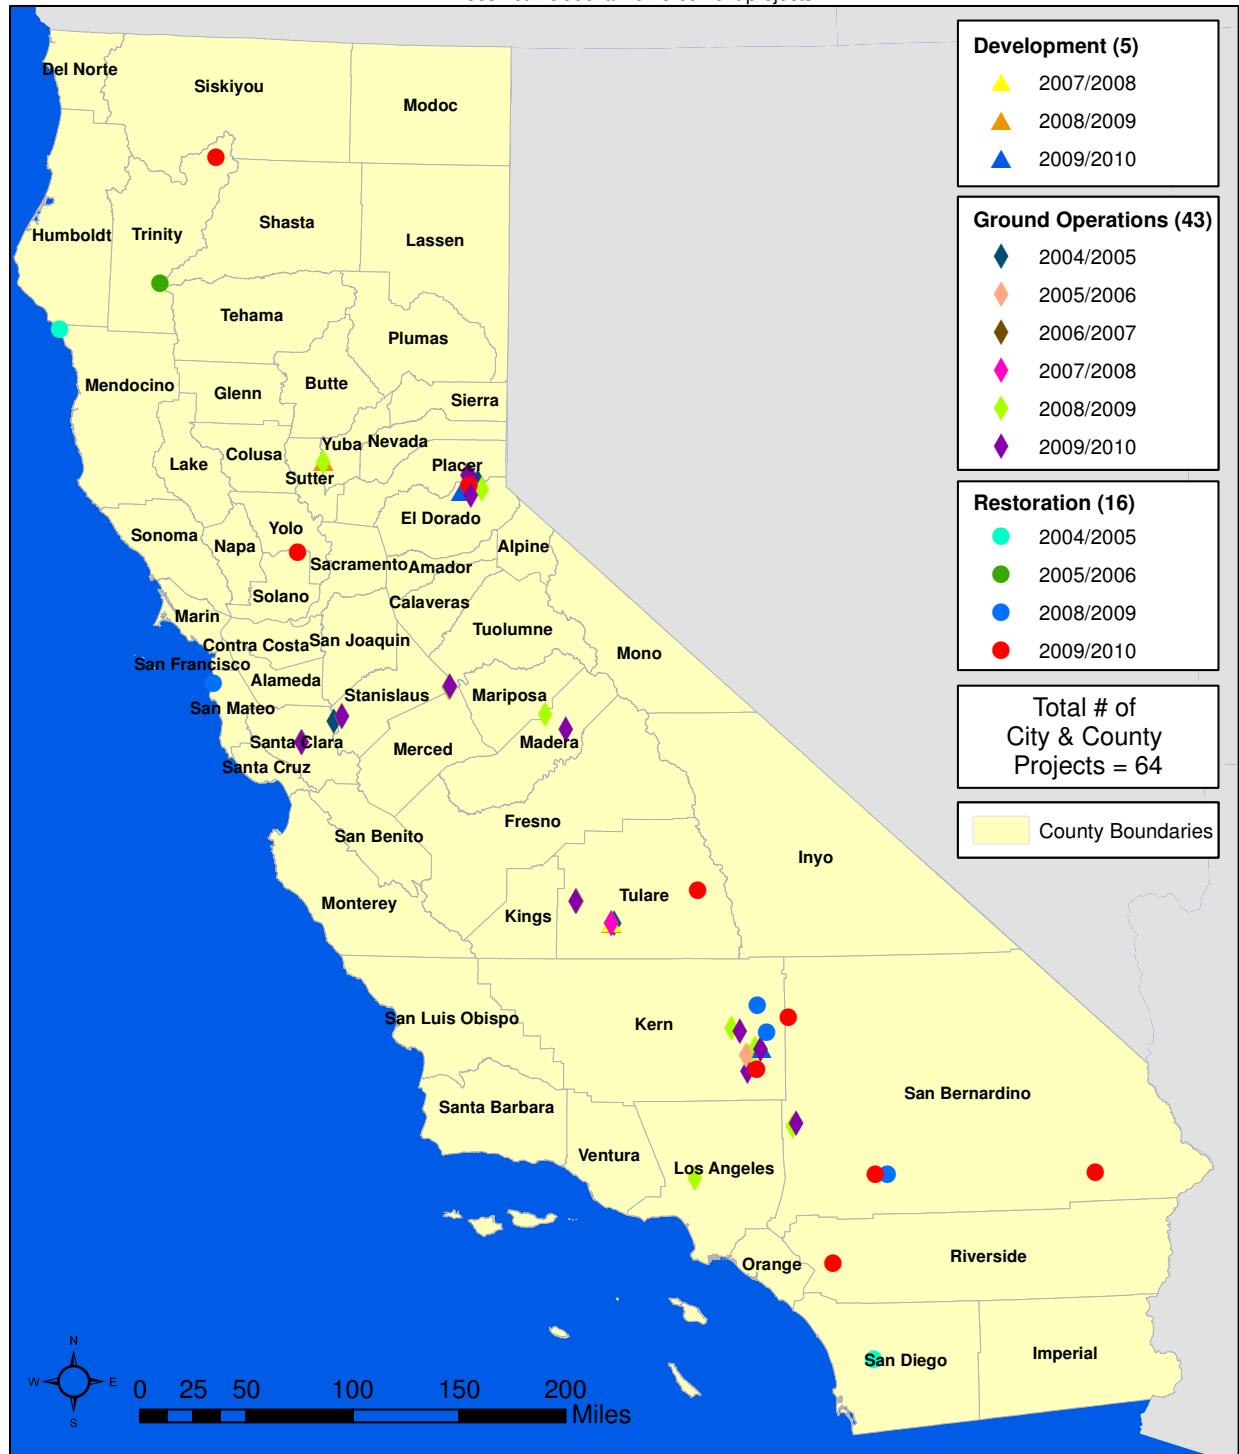 Del Norte
Siskiyou
Modoc
Humboldt
Trinity
Shasta
Lassen
Tehama
Plumas
Mendocino
Glenn
Butte
Sierra
Lake
Colusa
Yuba
Nevada
Sutter
Placer
El Dorado
Sonoma
Napa
Yolo
Sacramento
Amador
Alpine
Solano
Calaveras
Marin
Contra Costa
San Joaquin
Tuolumne
Mono
San Francisco
Alameda
Stanislaus
Mariposa
San Mateo
Santa Clara
Merced
Madera
Santa Cruz
San Benito
Fresno
Inyo
Monterey
Kings
Tulare
San Luis Obispo
Kern
Santa Barbara
San Bernardino
Ventura
Los Angeles
Orange
Riverside
San Diego
Imperial
Development (5)
2007/2008
2008/2009
2009/2010
Ground Operations (43)
2004/2005
2005/2006
2006/2007
2007/2008
2008/2009
2009/2010
Restoration (16)
2004/2005
2005/2006
2008/2009
2009/2010
Total # of
City & County
Projects = 64
County Boundaries
N
W E
S
0 25 50 100 150 200
Miles